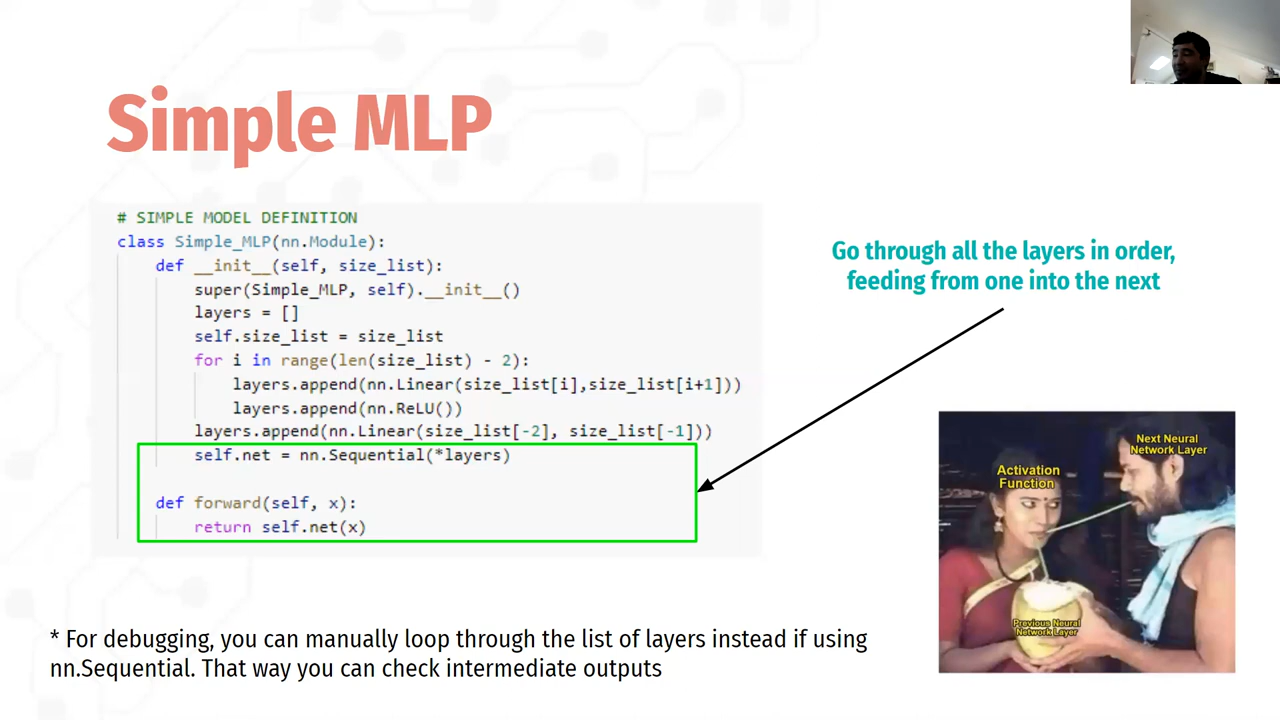 Simple MLP
# SIMPLE MODEL DEFINITION
class Simple_MLP(nn.Module):
def __init__(self, size_list):
super(Simple_MLP, self).__init__()
layers = []
self.size_list = size_list
for i in range(len(size_list) - 2):
layers.append(nn.Linear(size_list[i],size_list[i+1]))
layers.append(nn.ReLU())
layers.append(nn.Linear(size_list[-2], size_list[-1]))
self.net = nn.Sequential(*layers)
def forward(self, x):
return self.net(x)
Go through all the layers in order,
feeding from one into the next
Next Neural
Network Layer
Activation
Function
Previous Neural
Network Layer
* For debugging, you can manually loop through the list of layers instead if using
nn.Sequential. That way you can check intermediate outputs